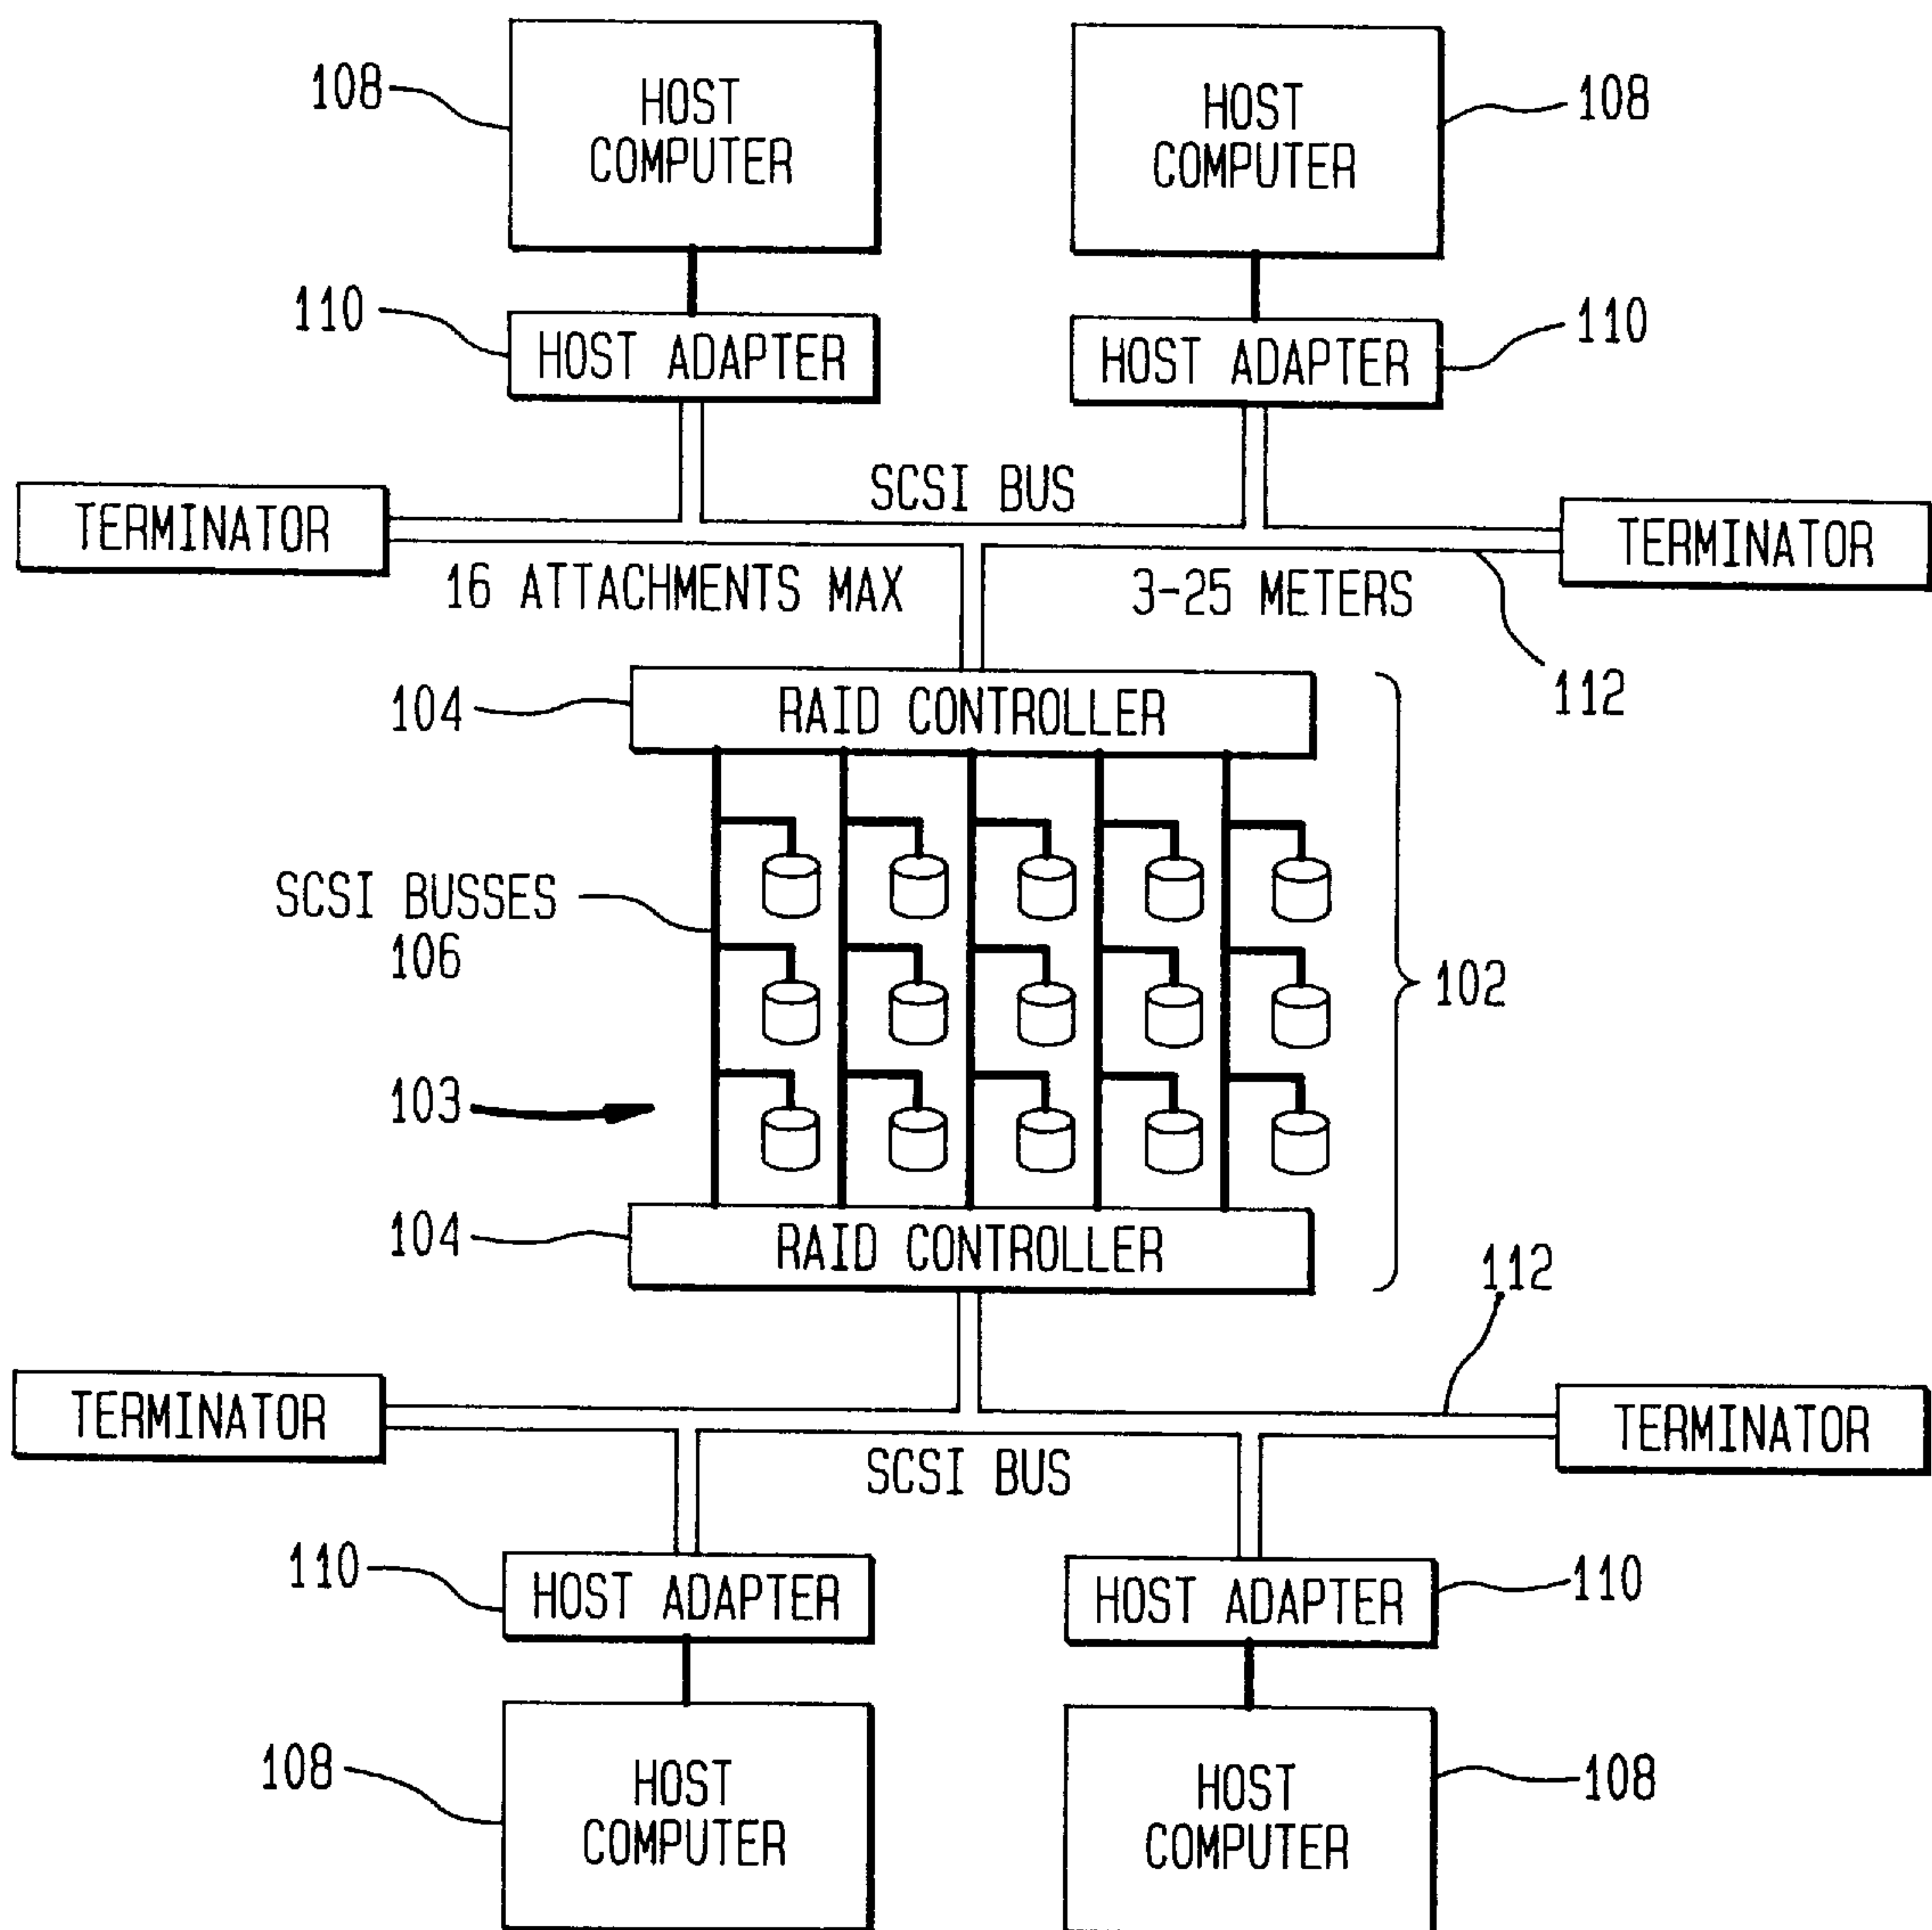 108
HOST
COMPUTER
HOST
COMPUTER
108
110
HOST ADAPTER
HOST ADAPTER
110
SCSI BUS
TERMINATOR
TERMINATOR
16 ATTACHMENTS MAX
3-25 METERS
112
104
RAID CONTROLLER
SCSI BUSSES
106
102
103
104
RAID CONTROLLER
112
TERMINATOR
TERMINATOR
SCSI BUS
110
HOST ADAPTER
HOST ADAPTER
110
108
HOST
COMPUTER
HOST
COMPUTER
108